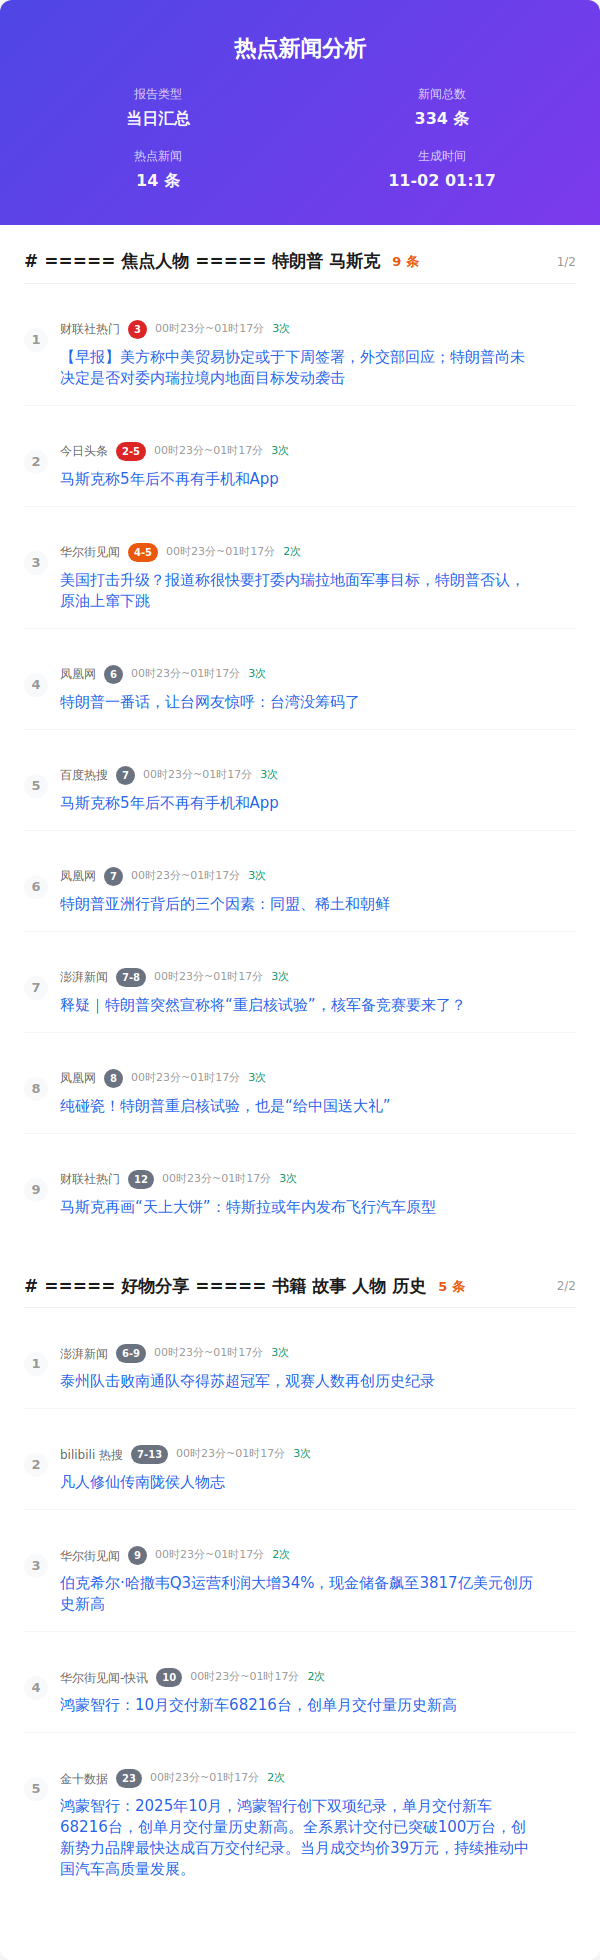 热点新闻分析
报告类型
新闻总数
当日汇总
334 条
热点新闻
生成时间
14 条
11-02 01:17
# ===== 焦点人物 ===== 特朗普 马斯克 9 条 1/2
1 财联社热门 3 00时23分~01时17分 3次
【早报】美方称中美贸易协定或于下周签署，外交部回应；特朗普尚未
决定是否对委内瑞拉境内地面目标发动袭击
2 今日头条 2-5 00时23分~01时17分 3次
马斯克称5年后不再有手机和App
3 华尔街见闻 4-5 00时23分~01时17分 2次
美国打击升级？报道称很快要打委内瑞拉地面军事目标，特朗普否认，
原油上窜下跳
4 凤凰网 6 00时23分~01时17分 3次
特朗普一番话，让台网友惊呼：台湾没筹码了
5 百度热搜 7 00时23分~01时17分 3次
马斯克称5年后不再有手机和App
6 凤凰网 7 00时23分~01时17分 3次
特朗普亚洲行背后的三个因素：同盟、稀土和朝鲜
7 澎湃新闻 7-8 00时23分~01时17分 3次
释疑｜特朗普突然宣称将“重启核试验”，核军备竞赛要来了？
8 凤凰网 8 00时23分~01时17分 3次
纯碰瓷！特朗普重启核试验，也是“给中国送大礼”
9 财联社热门 12 00时23分~01时17分 3次
马斯克再画“天上大饼”：特斯拉或年内发布飞行汽车原型
# ===== 好物分享 ===== 书籍 故事 人物 历史 5 条 2/2
1 澎湃新闻 6-9 00时23分~01时17分 3次
泰州队击败南通队夺得苏超冠军，观赛人数再创历史纪录
2 bilibili 热搜 7-13 00时23分~01时17分 3次
凡人修仙传南陇侯人物志
3 华尔街见闻 9 00时23分~01时17分 2次
伯克希尔·哈撒韦Q3运营利润大增34%，现金储备飙至3817亿美元创历
史新高
4 华尔街见闻-快讯 10 00时23分~01时17分 2次
鸿蒙智行：10月交付新车68216台，创单月交付量历史新高
5 金十数据 23 00时23分~01时17分 2次
鸿蒙智行：2025年10月，鸿蒙智行创下双项纪录，单月交付新车
68216台，创单月交付量历史新高。全系累计交付已突破100万台，创
新势力品牌最快达成百万交付纪录。当月成交均价39万元，持续推动中
国汽车高质量发展。